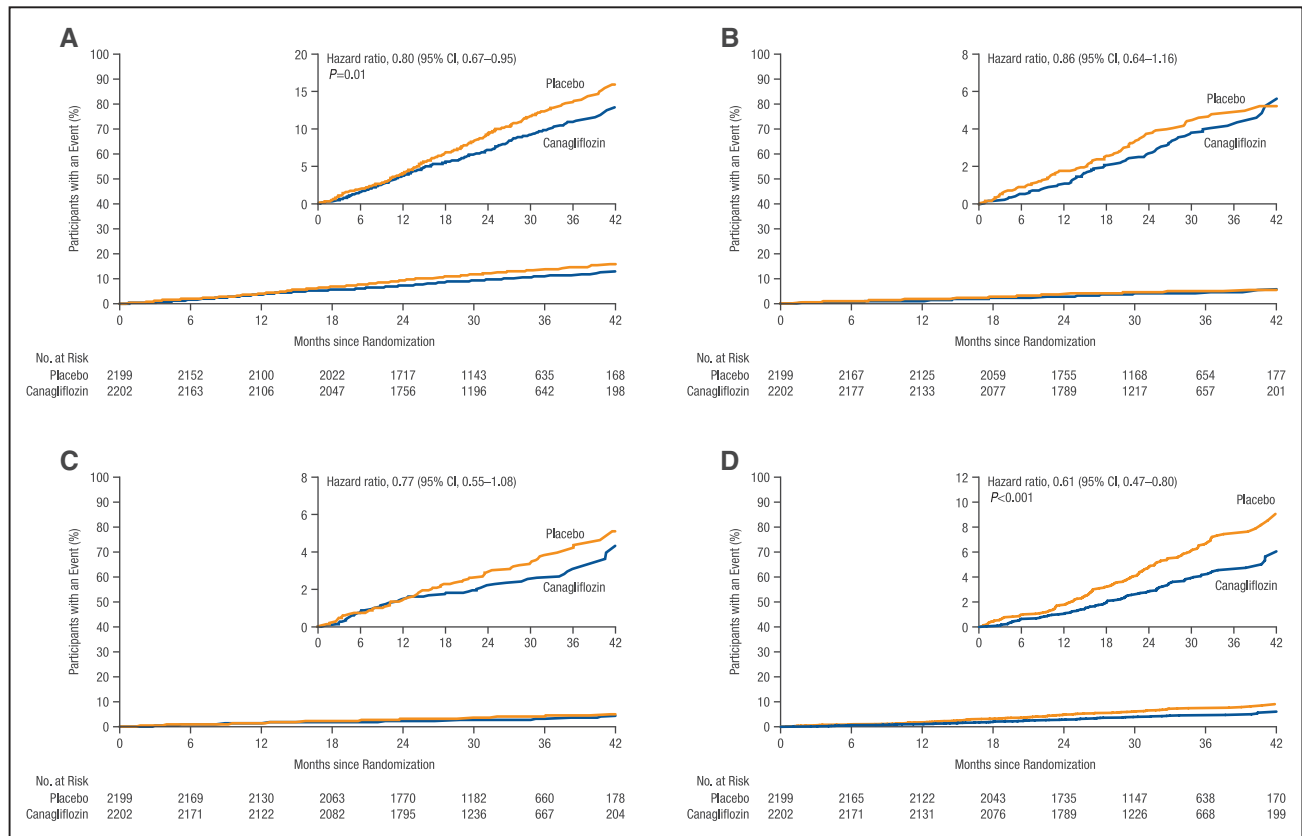 A
Participants with an Event (%)
100
90
80
70
60
50
40
30
20
10
0
Hazard ratio, 0.80 (95% CI, 0.67–0.95)
P=0.01
20
15
10
5
0
Placebo
Canagliflozin
0 6 12 18 24 30 36 42
0 6 12 18 24 30 36 42
Months since Randomization
No. at Risk
Placebo 2199 2152 2100 2022 1717 1143 635 168
Canagliflozin 2202 2163 2106 2047 1756 1196 642 198
B
Participants with an Event (%)
100
90
80
70
60
50
40
30
20
10
0
Hazard ratio, 0.86 (95% CI, 0.64–1.16)
8
6
4
2
0
Placebo
Canagliflozin
0 6 12 18 24 30 36 42
0 6 12 18 24 30 36 42
Months since Randomization
No. at Risk
Placebo 2199 2167 2125 2059 1755 1168 654 177
Canagliflozin 2202 2177 2133 2077 1789 1217 657 201
C
Participants with an Event (%)
100
90
80
70
60
50
40
30
20
10
0
Hazard ratio, 0.77 (95% CI, 0.55–1.08)
8
6
4
2
0
Placebo
Canagliflozin
0 6 12 18 24 30 36 42
0 6 12 18 24 30 36 42
Months since Randomization
No. at Risk
Placebo 2199 2169 2130 2063 1770 1182 660 178
Canagliflozin 2202 2171 2122 2082 1795 1236 667 204
D
Participants with an Event (%)
100
90
80
70
60
50
40
30
20
10
0
Hazard ratio, 0.61 (95% CI, 0.47–0.80)
P<0.001
12
10
8
6
4
2
0
Placebo
Canagliflozin
0 6 12 18 24 30 36 42
0 6 12 18 24 30 36 42
Months since Randomization
No. at Risk
Placebo 2199 2165 2122 2043 1735 1147 638 170
Canagliflozin 2202 2171 2131 2076 1789 1226 668 199